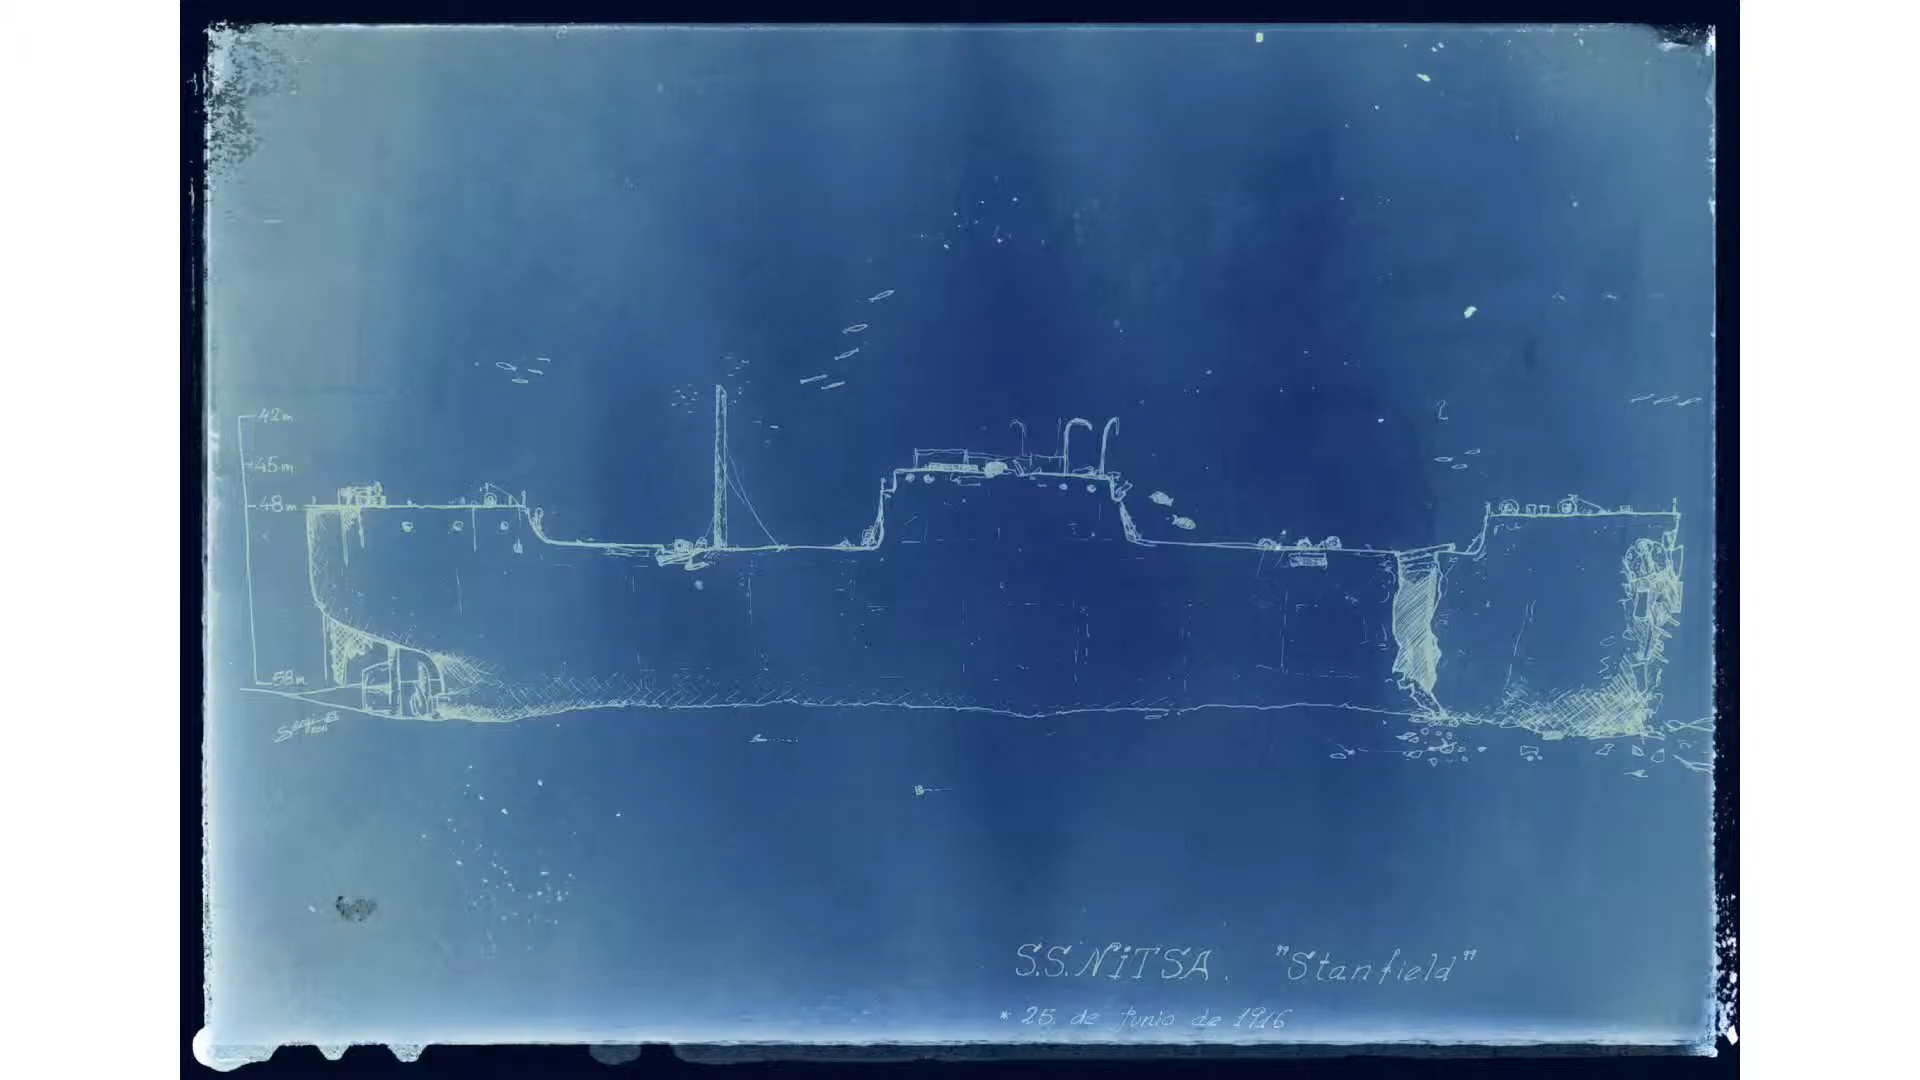 42m
45m
48m
58m
S.S. NiTSA. "Stanfield"
* 25 de Junio de 1916